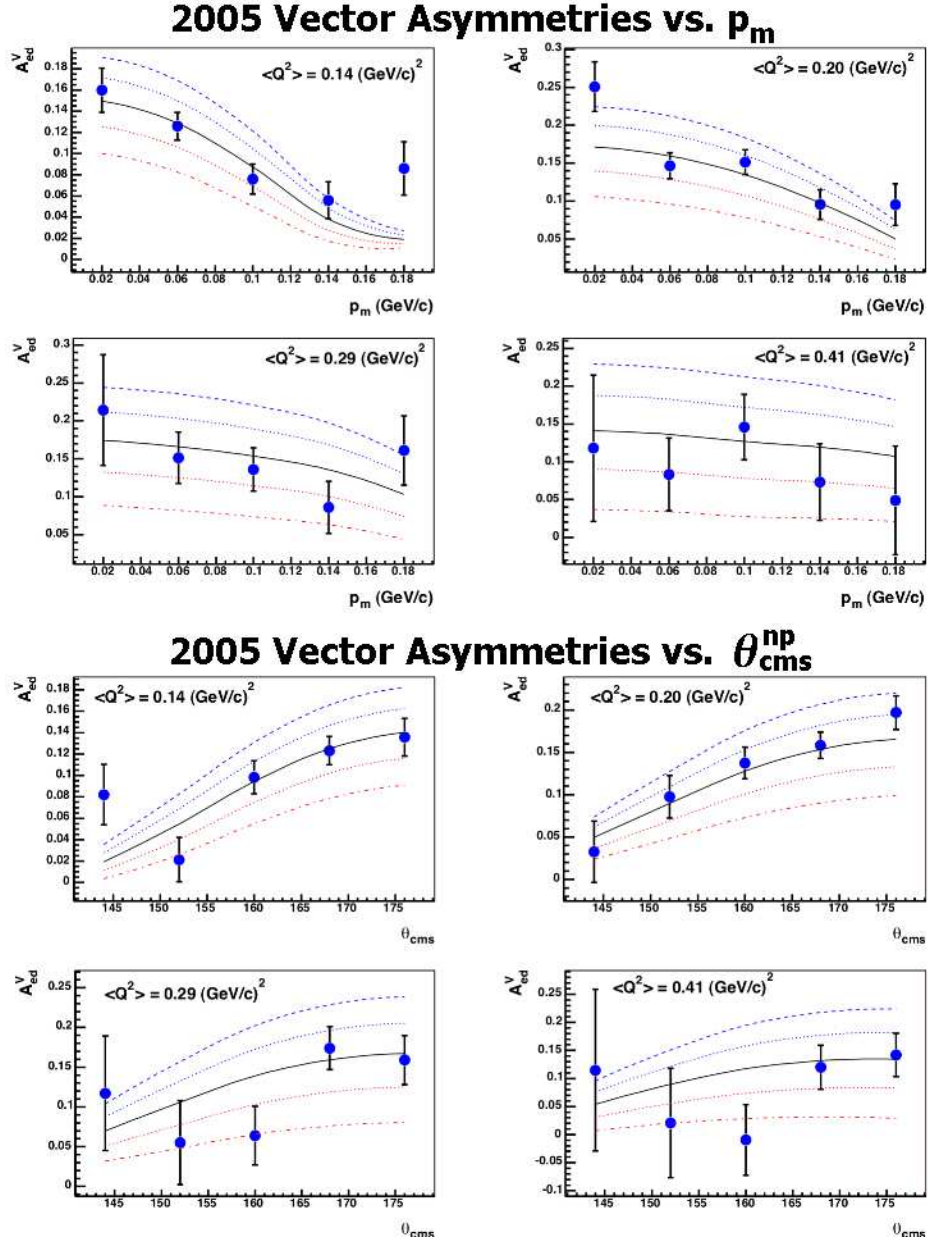 2005 Vector Asymmetries vs. p_m
A^V_ed
<Q²> = 0.14 (GeV/c)²
0.18
0.16
0.14
0.12
0.1
0.08
0.06
0.04
0.02
0
0.02 0.04 0.06 0.08 0.1 0.12 0.14 0.16 0.18
p_m (GeV/c)
A^V_ed
<Q²> = 0.20 (GeV/c)²
0.3
0.25
0.2
0.15
0.1
0.05
0.02 0.04 0.06 0.08 0.1 0.12 0.14 0.16 0.18
p_m (GeV/c)
A^V_ed
<Q²> = 0.29 (GeV/c)²
0.3
0.25
0.2
0.15
0.1
0.05
0.02 0.04 0.06 0.08 0.1 0.12 0.14 0.16 0.18
p_m (GeV/c)
A^V_ed
<Q²> = 0.41 (GeV/c)²
0.25
0.2
0.15
0.1
0.05
0
0.02 0.04 0.06 0.08 0.1 0.12 0.14 0.16 0.18
p_m (GeV/c)
2005 Vector Asymmetries vs. θ^np_cms
A^V_ed
<Q²> = 0.14 (GeV/c)²
0.18
0.16
0.14
0.12
0.1
0.08
0.06
0.04
0.02
0
145 150 155 160 165 170 175
θ_cms
A^V_ed
<Q²> = 0.20 (GeV/c)²
0.25
0.2
0.15
0.1
0.05
0
145 150 155 160 165 170 175
θ_cms
A^V_ed
<Q²> = 0.29 (GeV/c)²
0.25
0.2
0.15
0.1
0.05
0
145 150 155 160 165 170 175
θ_cms
A^V_ed
<Q²> = 0.41 (GeV/c)²
0.25
0.2
0.15
0.1
0.05
0
-0.05
-0.1
145 150 155 160 165 170 175
θ_cms